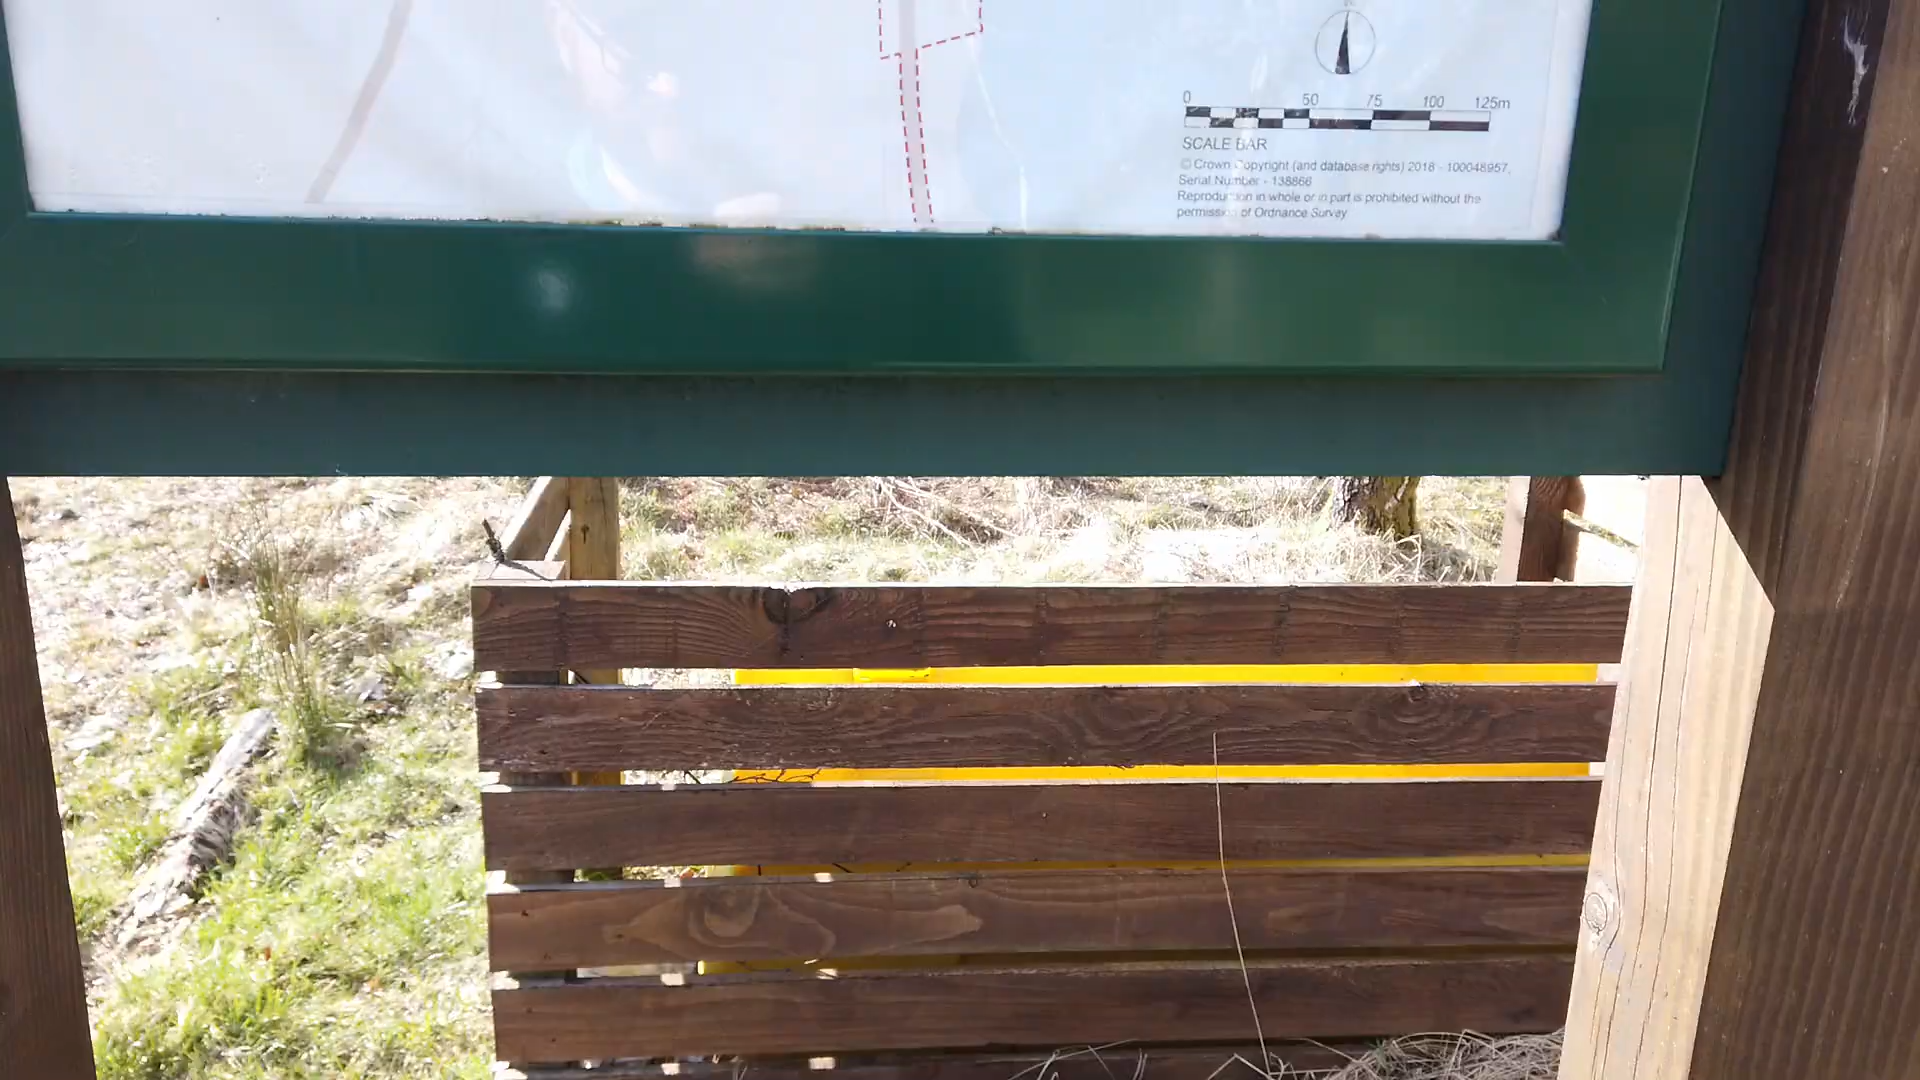 0 50 75 100 125m
SCALE BAR
© Crown Copyright (and database rights) 2018 - 100048957,
Serial Number - 138866
Reproduction in whole or in part is prohibited without the
permission of Ordnance Survey